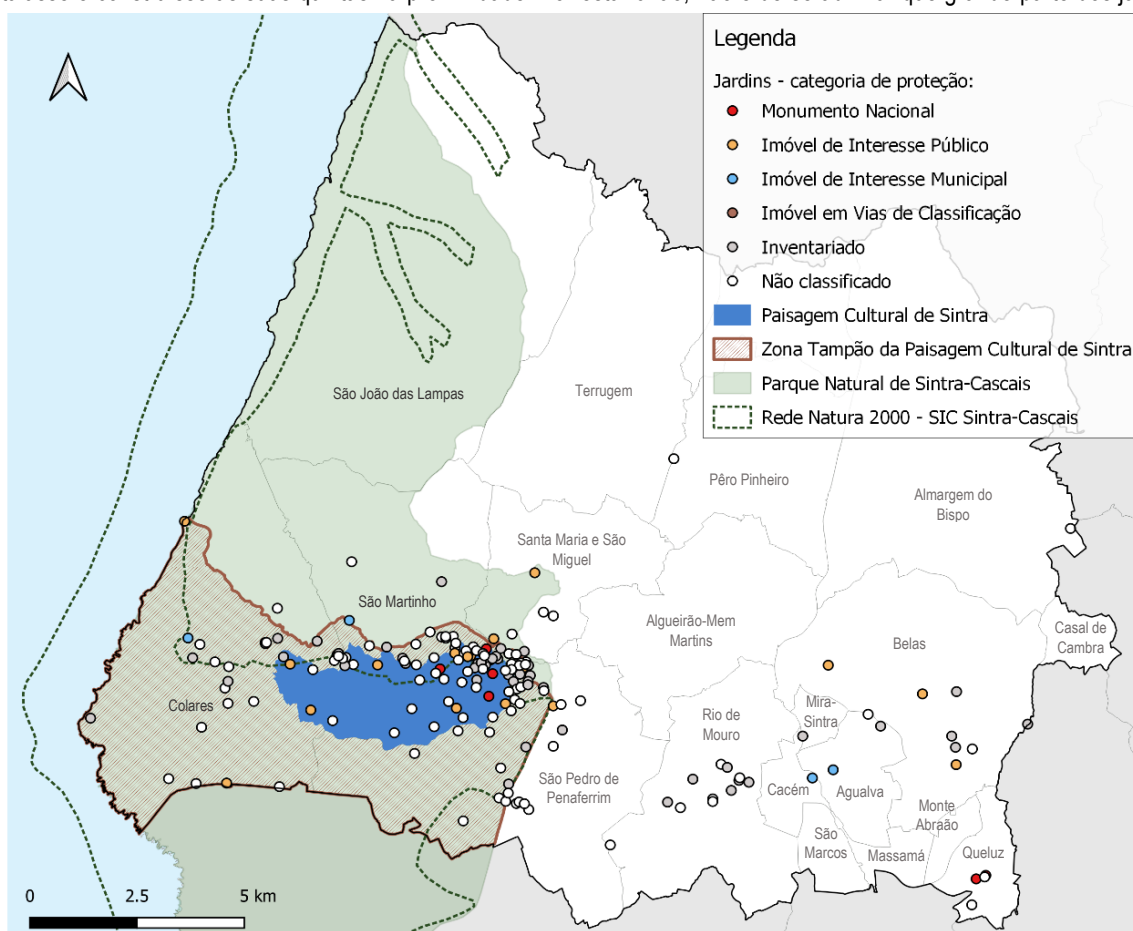 Legenda
Jardins - categoria de proteção:
Monumento Nacional
Imóvel de Interesse Público
Imóvel de Interesse Municipal
Imóvel em Vias de Classificação
Inventariado
Não classificado
Paisagem Cultural de Sintra
Zona Tampão da Paisagem Cultural de Sintra
Parque Natural de Sintra-Cascais
Rede Natura 2000 - SIC Sintra-Cascais
São João das Lampas
Terrugem
Pêro Pinheiro
Almargem do
Bispo
Santa Maria e São
Miguel
São Martinho
Algueirão-Mem
Martins
Belas
Casal de
Cambra
Colares
Mira-
Sintra
Rio de
Mouro
São Pedro de
Penaferrim
Cacém
Agualva
Monte
Abraão
São
Marcos
Massamá
Queluz
0 2.5 5 km